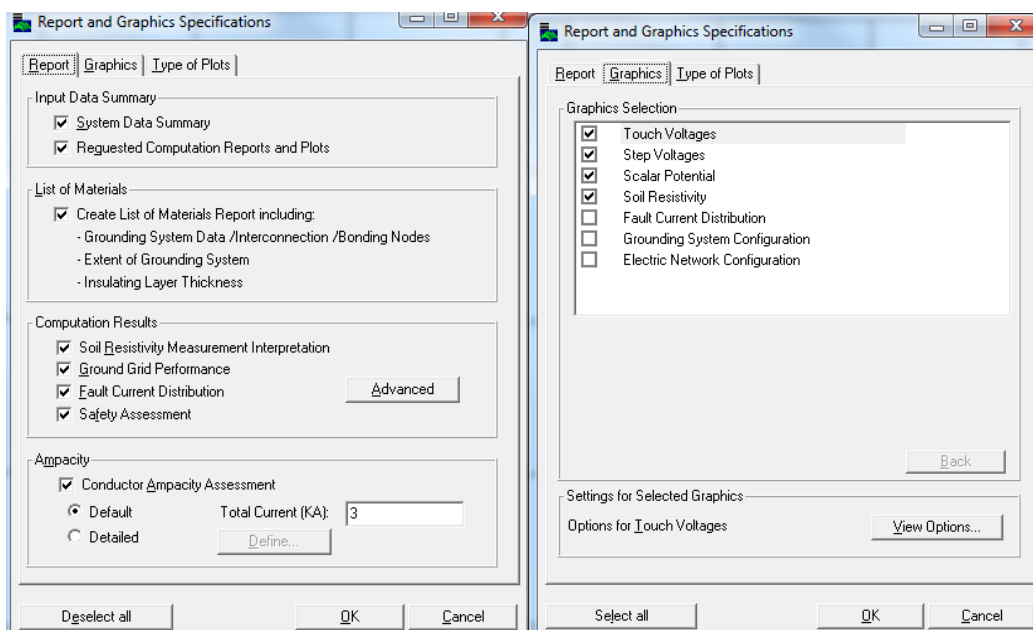 Report and Graphics Specifications
Report Graphics Type of Plots
Input Data Summary
System Data Summary
Reguested Computation Reports and Plots
List of Materials
Create List of Materials Report including:
- Grounding System Data /Interconnection /Bonding Nodes
- Extent of Grounding System
- Insulating Layer Thickness
Computation Results
Soil Resistivity Measurement Interpretation
Ground Grid Performance
Fault Current Distribution
Advanced
Safety Assessment
Ampacity
Conductor Ampacity Assessment
Default Total Current (KA): 3
Detailed Define...
Deselect all OK Cancel
Report and Graphics Specifications
Report Graphics Type of Plots
Graphics Selection
Touch Voltages
Step Voltages
Scalar Potential
Soil Resistivity
Fault Current Distribution
Grounding System Configuration
Electric Network Configuration
Back
Settings for Selected Graphics
Options for Touch Voltages View Options...
Select all OK Cancel